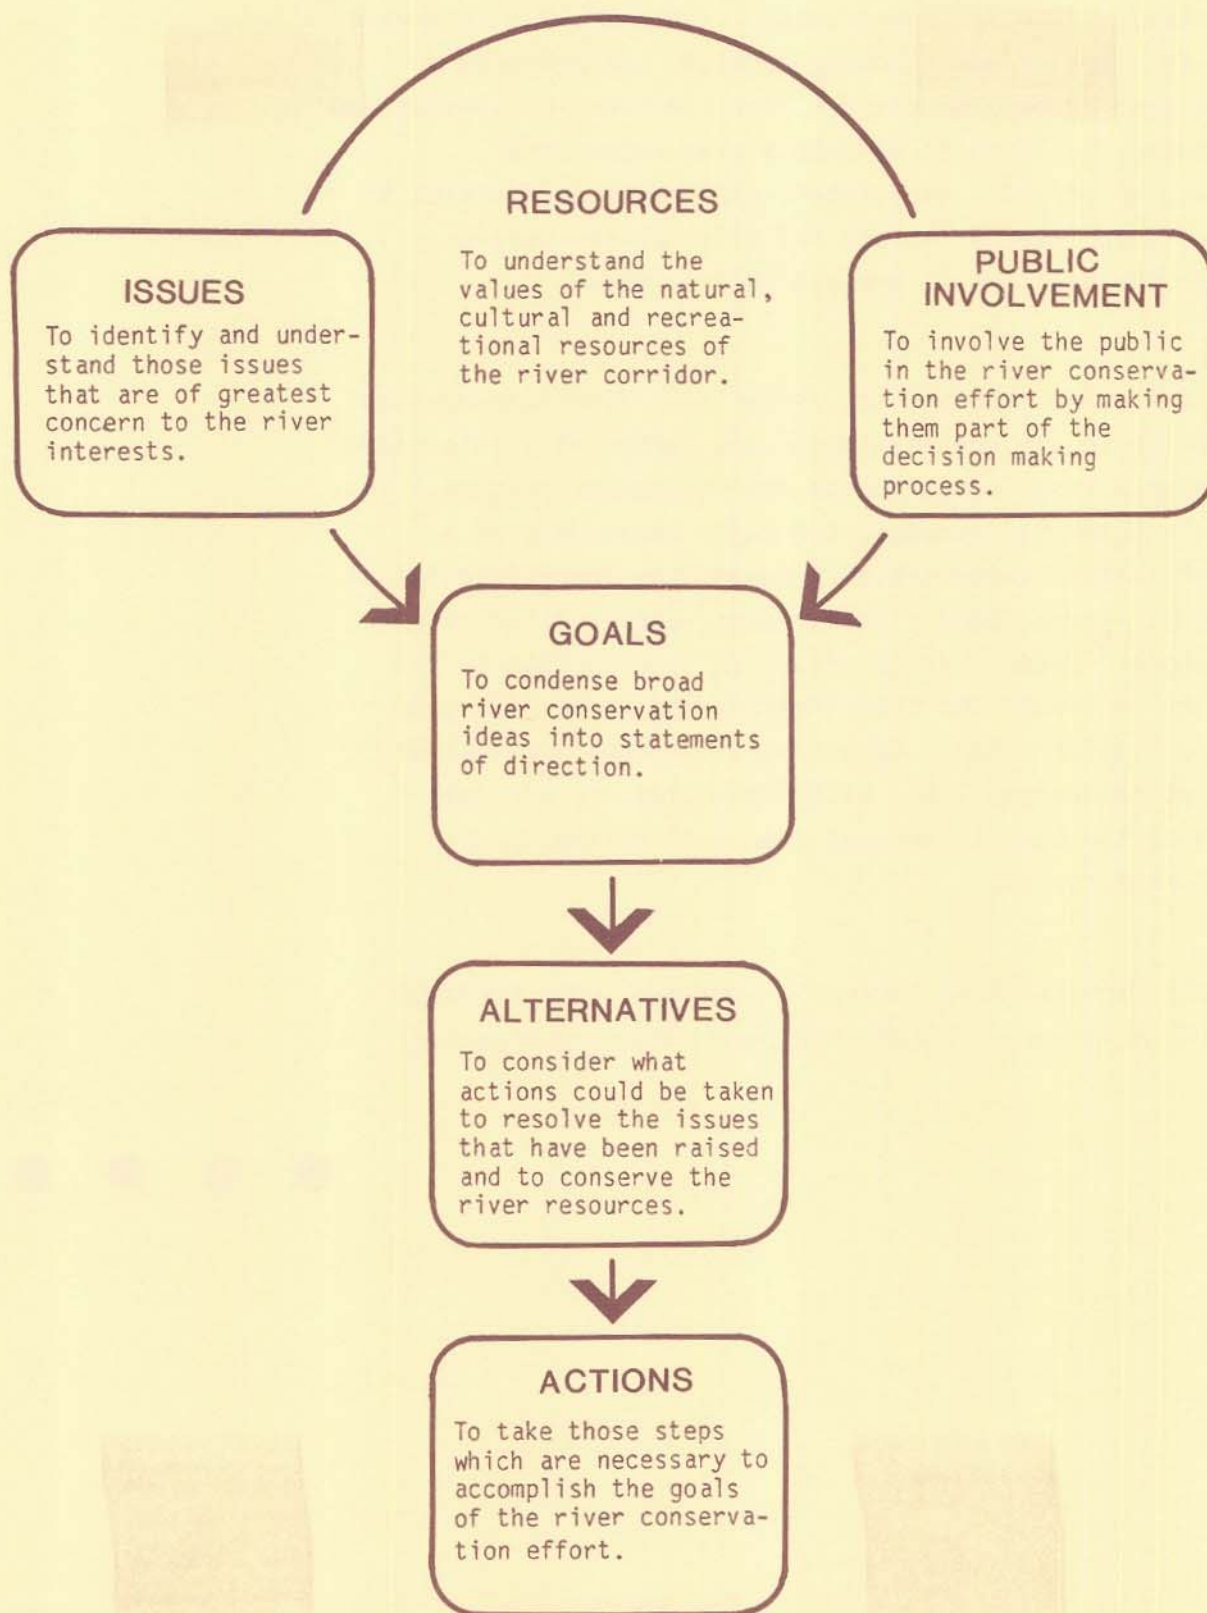 RESOURCES
To understand the
values of the natural,
cultural and recrea-
tional resources of
the river corridor.
ISSUES
To identify and under-
stand those issues
that are of greatest
concern to the river
interests.
PUBLIC
INVOLVEMENT
To involve the public
in the river conserva-
tion effort by making
them part of the
decision making
process.
GOALS
To condense broad
river conservation
ideas into statements
of direction.
ALTERNATIVES
To consider what
actions could be taken
to resolve the issues
that have been raised
and to conserve the
river resources.
ACTIONS
To take those steps
which are necessary to
accomplish the goals
of the river conserva-
tion effort.